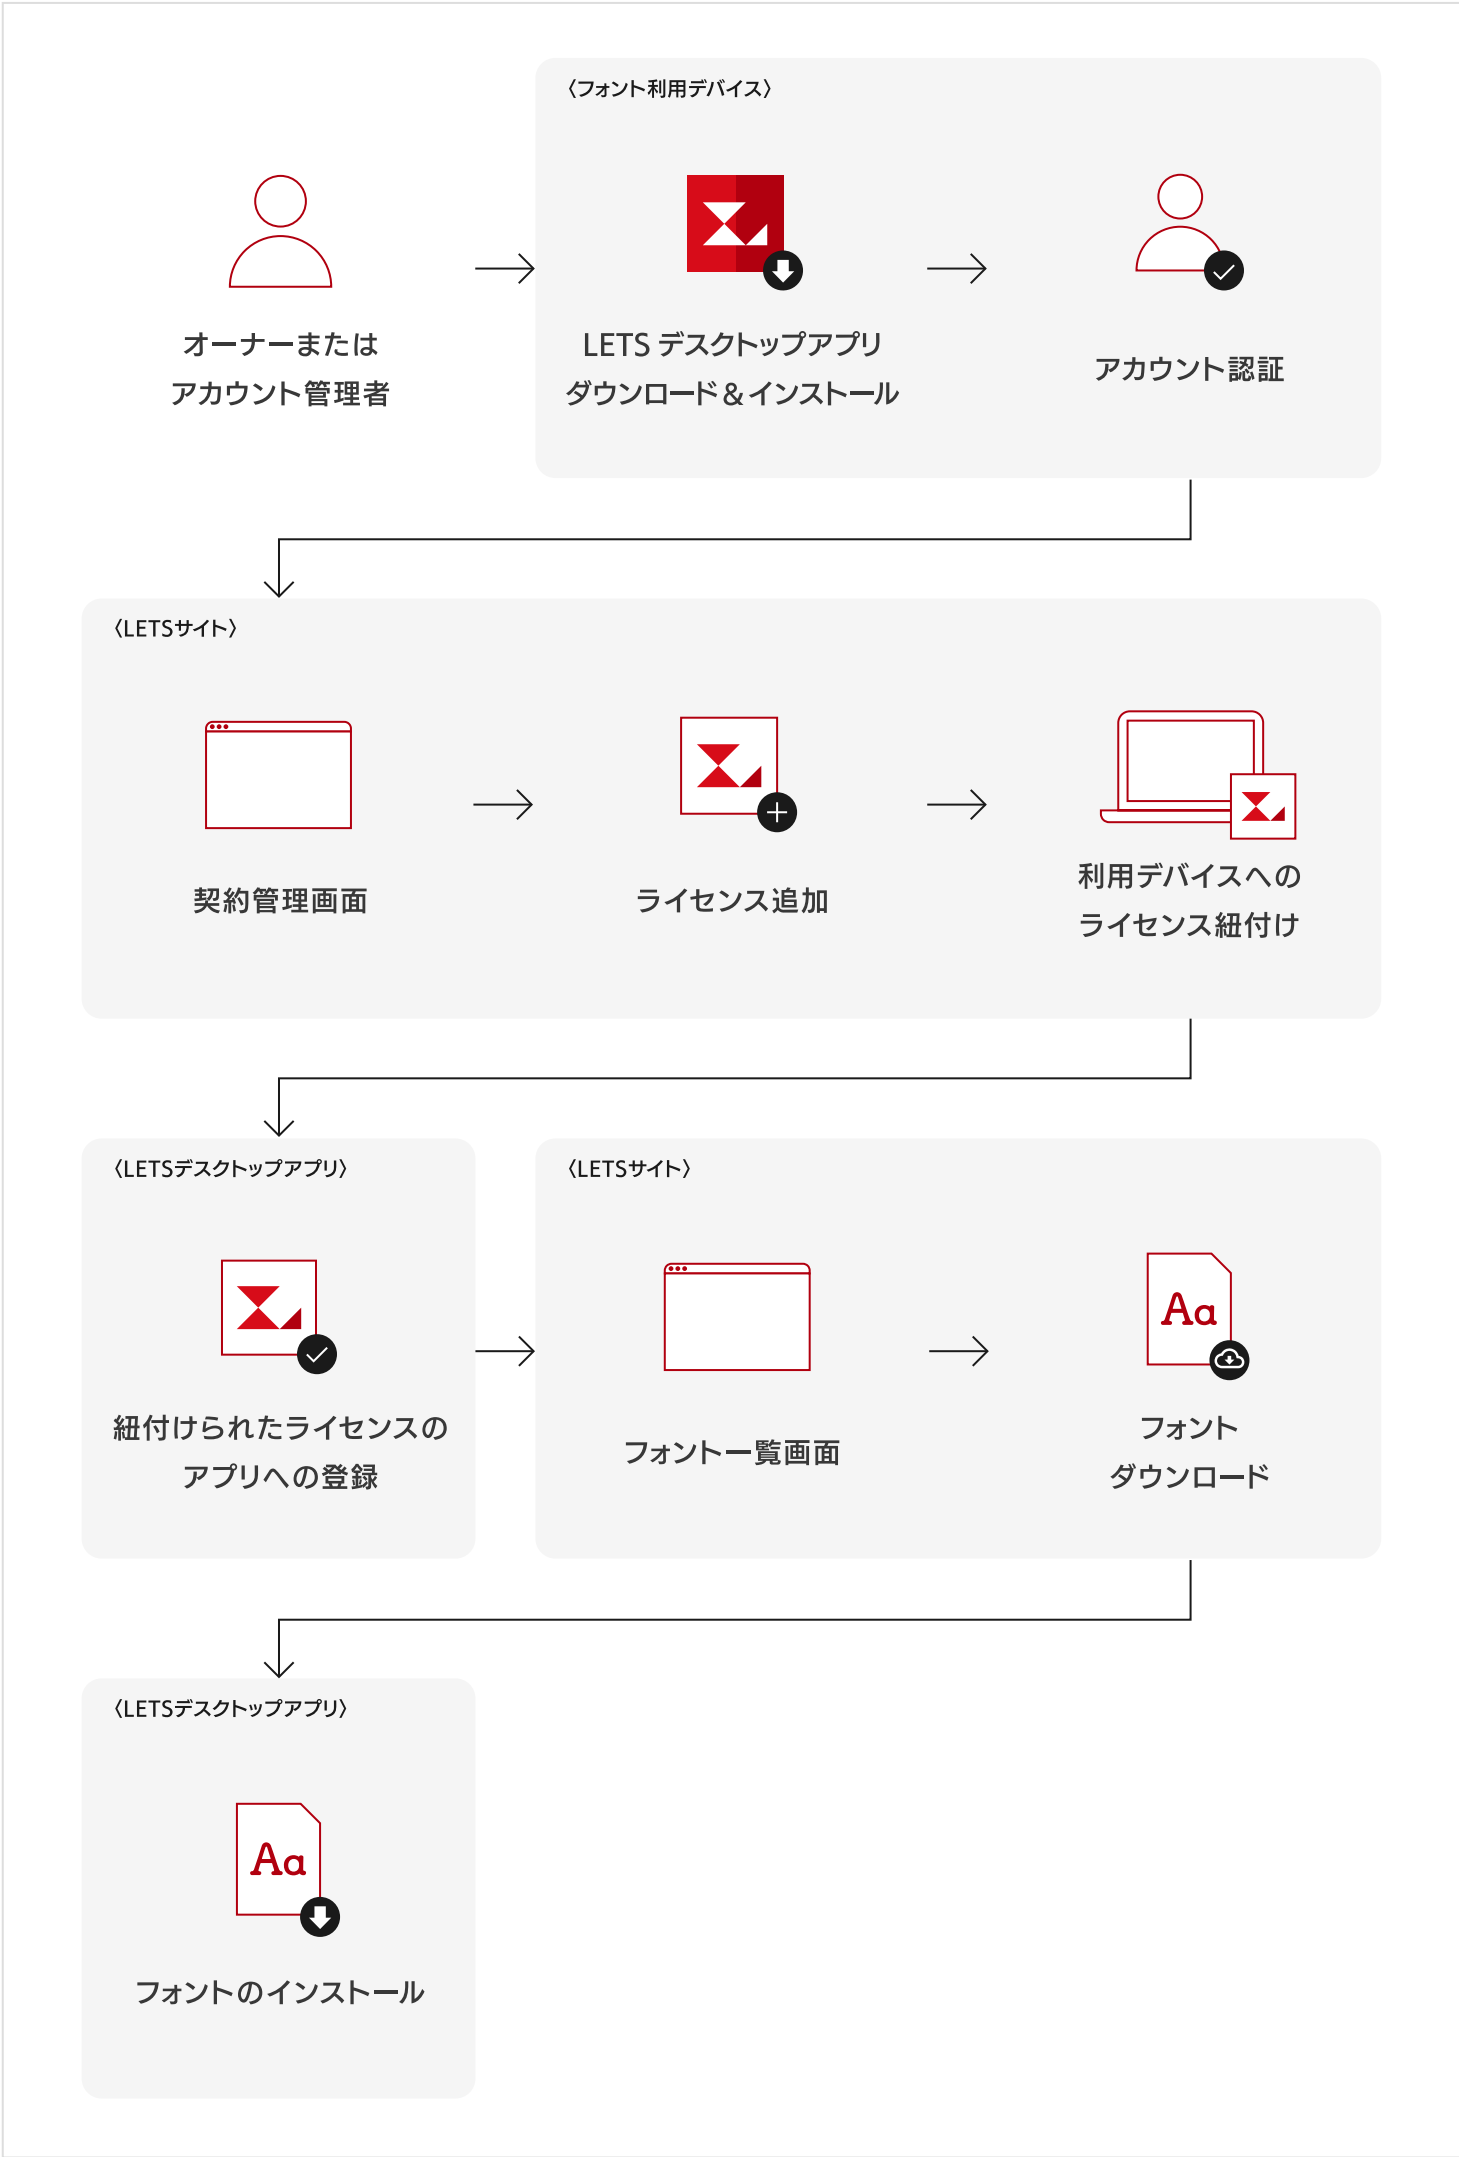 〈フォント利用デバイス〉
オーナーまたは
アカウント管理者
LETS デスクトップアプリ
ダウンロード＆インストール
アカウント認証
〈LETSサイト〉
契約管理画面
ライセンス追加
利用デバイスへの
ライセンス紐付け
〈LETSデスクトップアプリ〉
紐付けられたライセンスの
アプリへの登録
〈LETSサイト〉
フォント一覧画面
Aa
フォント
ダウンロード
〈LETSデスクトップアプリ〉
Aa
フォントのインストール